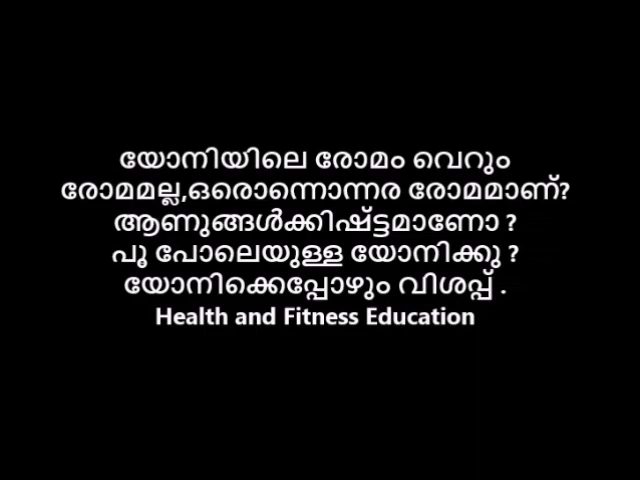 യോനിയിലെ രോമം വെറും
രോമമല്ല,ഒരൊന്നൊന്നര രോമമാണ്?
ആണുങ്ങൾക്കിഷ്ട്ടമാണോ ?
പൂ പോലെയുള്ള യോനിക്കു ?
യോനിക്കെപ്പോഴും വിശപ്പ് .
Health and Fitness Education